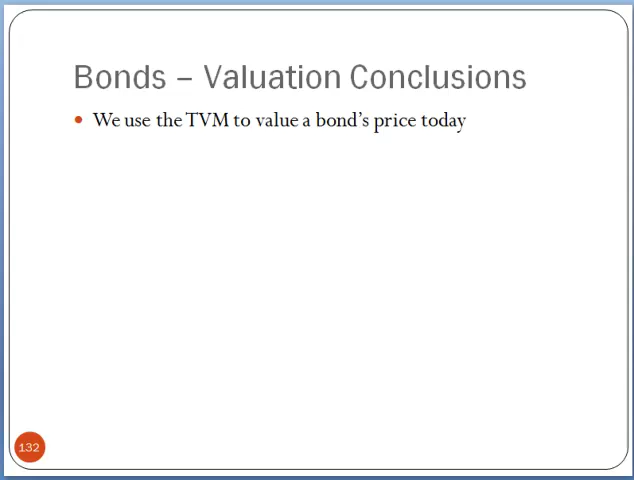 Bonds – Valuation Conclusions
We use the TVM to value a bond's price today
132